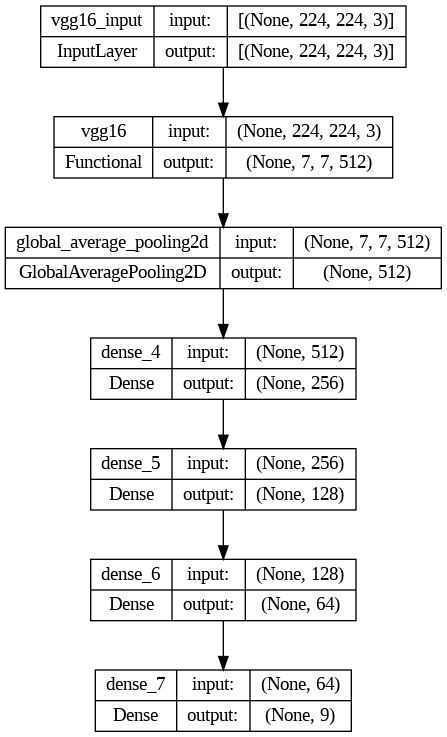 vgg16_input input: [(None, 224, 224, 3)]
InputLayer output: [(None, 224, 224, 3)]
vgg16 input: (None, 224, 224, 3)
Functional output: (None, 7, 7, 512)
global_average_pooling2d input: (None, 7, 7, 512)
GlobalAveragePooling2D output: (None, 512)
dense_4 input: (None, 512)
Dense output: (None, 256)
dense_5 input: (None, 256)
Dense output: (None, 128)
dense_6 input: (None, 128)
Dense output: (None, 64)
dense_7 input: (None, 64)
Dense output: (None, 9)